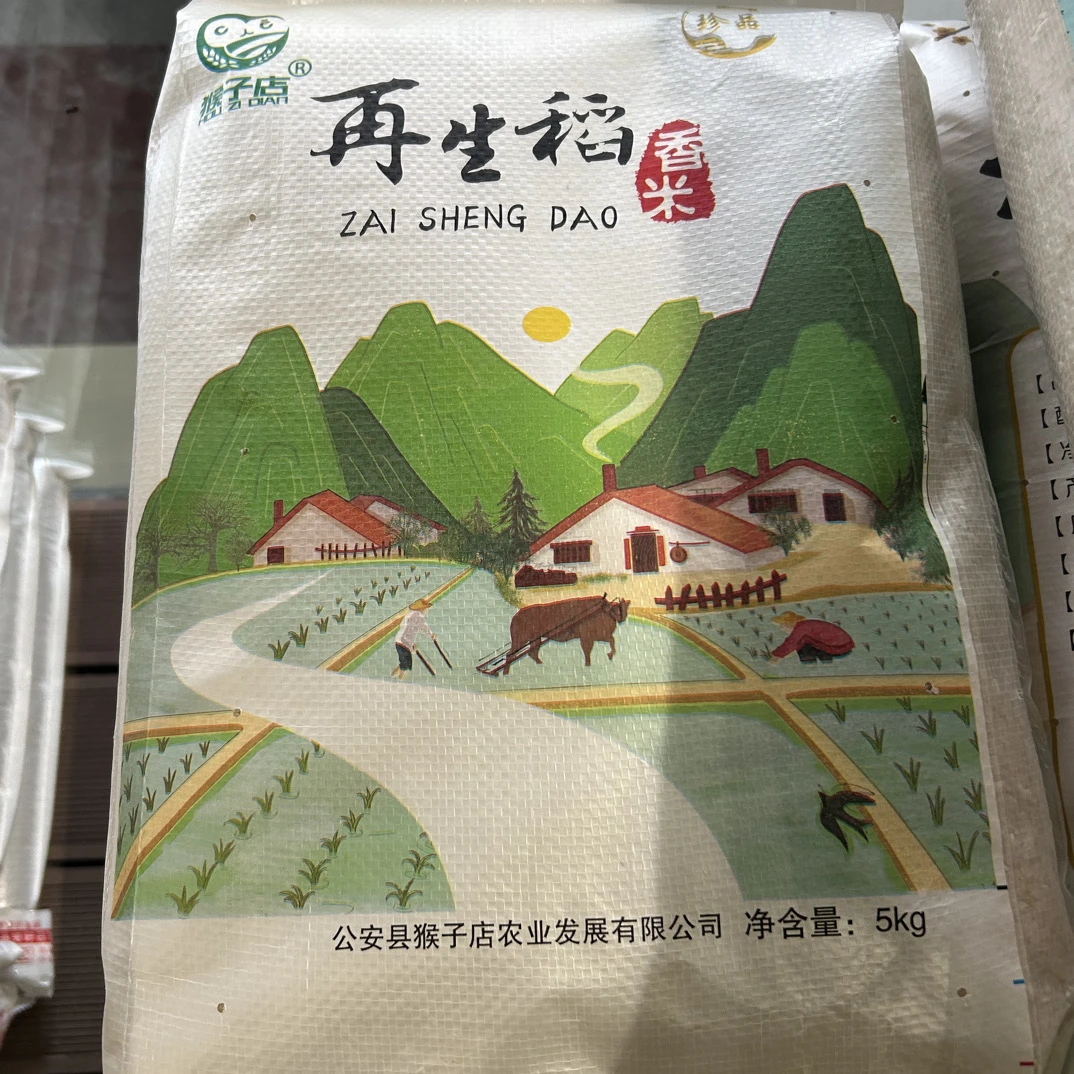 珍品
猴子店®
HOU ZI DIAN
再生稻
香米
ZAI SHENG DAO
公安县猴子店农业发展有限公司 净含量：5kg